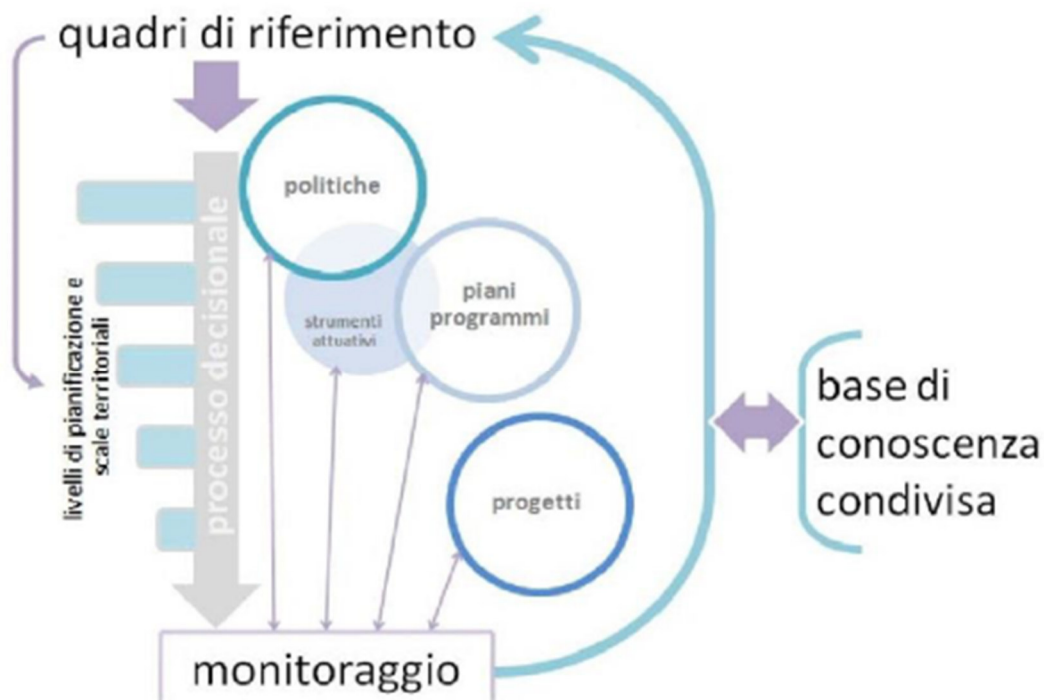 quadri di riferimento
politiche
piani
programmi
strumenti
attuativi
progetti
processo decisionale
livelli di pianificazione e
scale territoriali
base di
conoscenza
condivisa
monitoraggio